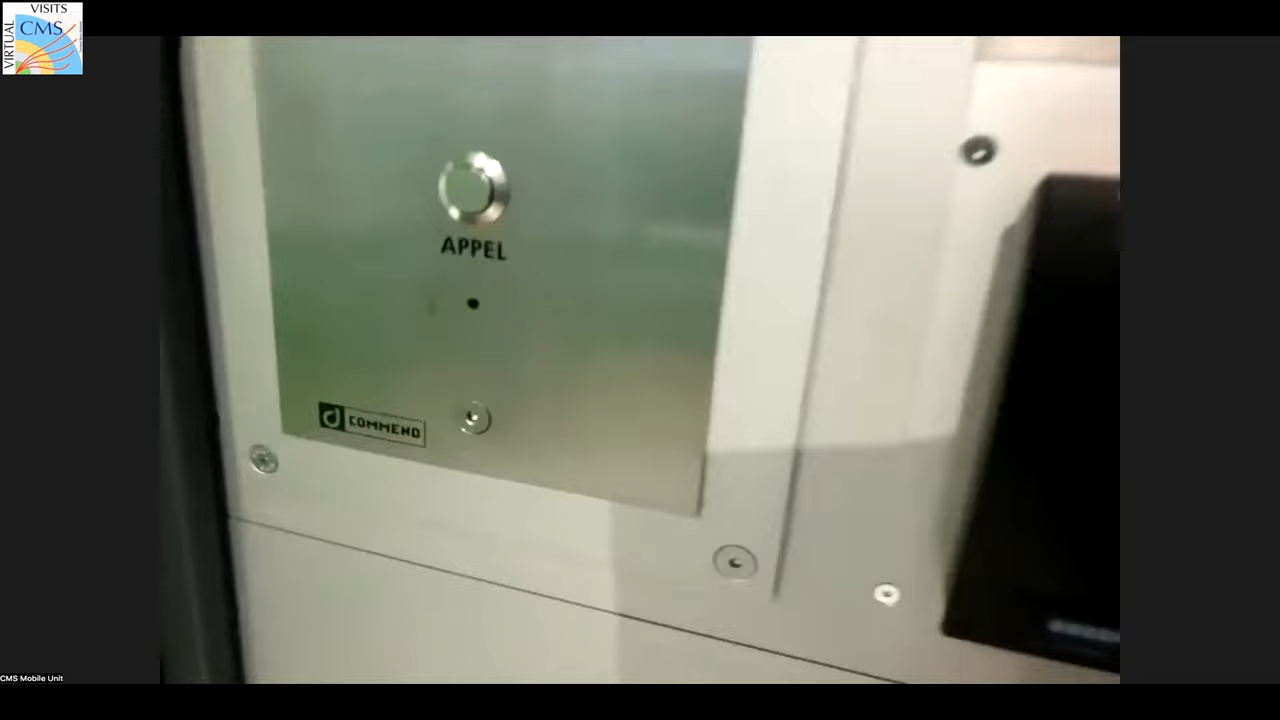 VISITS
VIRTUAL
CMS
APPEL
COMMEND
CMS Mobile Unit